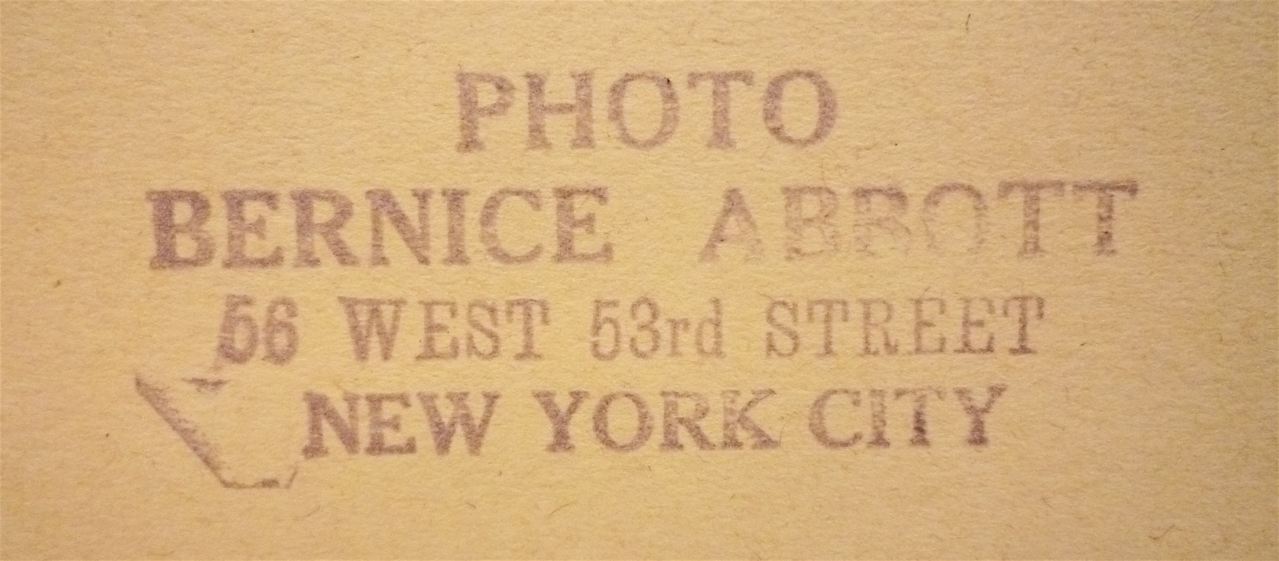 PHOTO
BERNICE ABBOTT
56 WEST 53rd STREET
NEW YORK CITY